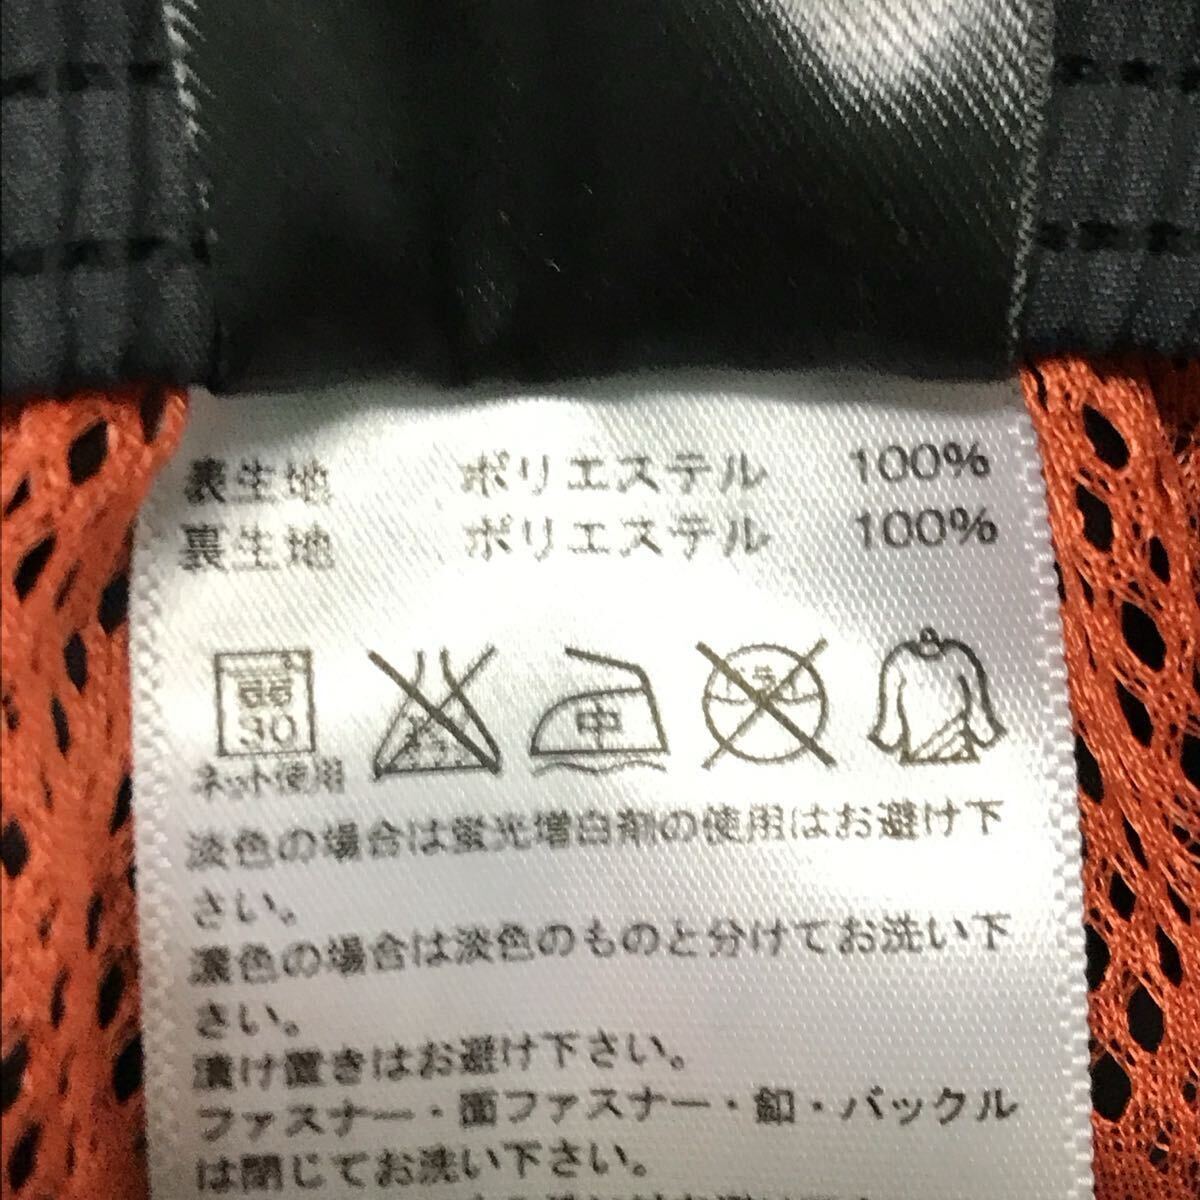 表生地 ポリエステル 100%
裏生地 ポリエステル 100%
弱 30 中
ネット使用
淡色の場合は蛍光増白剤の使用はお避け下
さい。
濃色の場合は淡色のものと分けてお洗い下
さい。
漬け置きはお避け下さい。
ファスナー・面ファスナー・釦・バックル
は閉じてお洗い下さい。